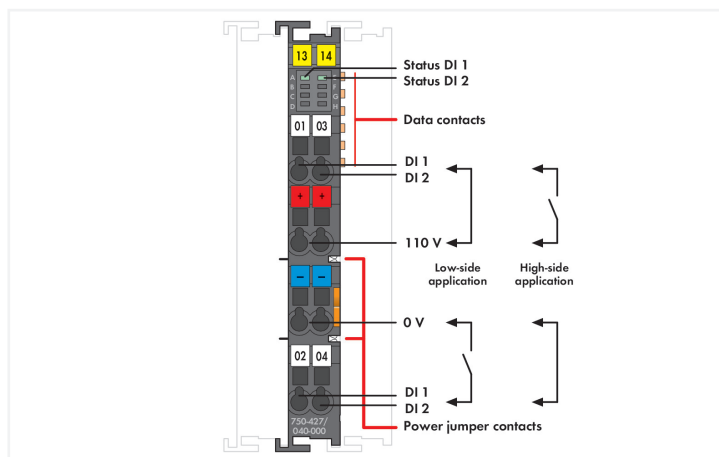 13 14
Status DI 1
A E
Status DI 2
B F
C G
D H
Data contacts
01 03
DI 1
DI 2
+ +
110 V
Low-side application
High-side application
− −
0 V
02 04
DI 1
DI 2
750-427/
040-000
Power jumper contacts